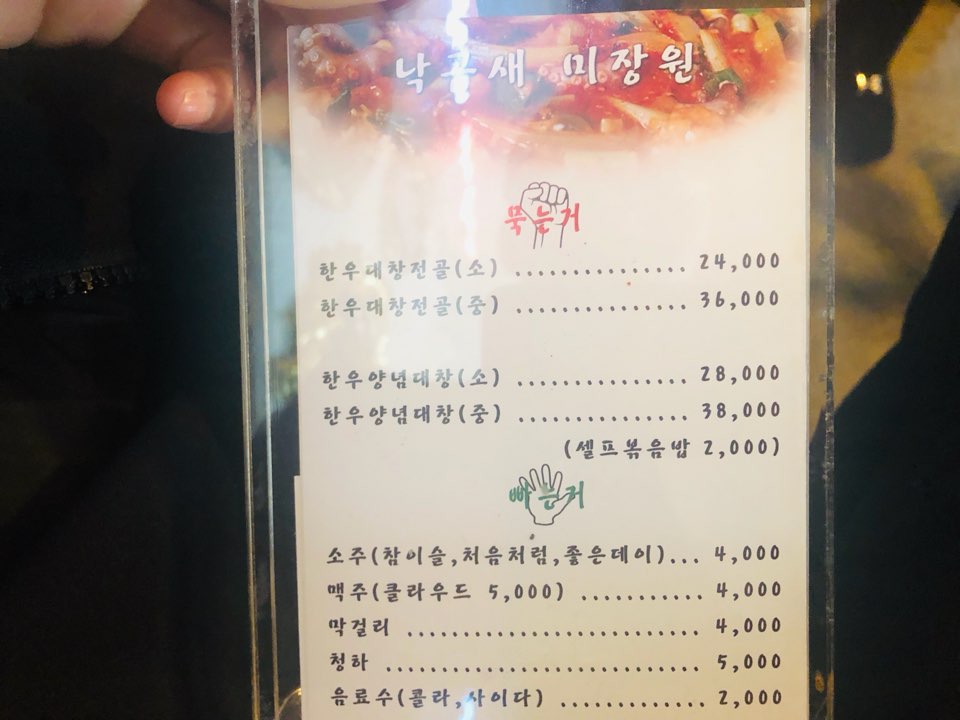 낙곱새 미장원
묵는거
한우대창전골(소) ............... 24,000
한우대창전골(중) ............... 36,000
한우양념대창(소) ............... 28,000
한우양념대창(중) ............... 38,000
(셀프볶음밥 2,000)
빠는거
소주(참이슬,처음처럼,좋은데이)... 4,000
맥주(클라우드 5,000) ........... 4,000
막걸리 .......................... 4,000
청하 ............................ 5,000
음료수(콜라,사이다) ............. 2,000